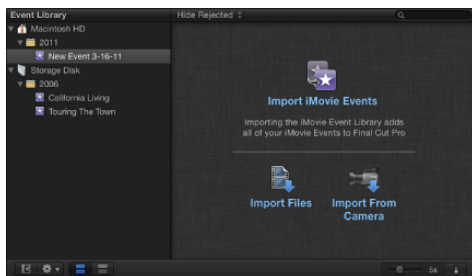 Event Library
Hide Rejected
Macintosh HD
2011
New Event 3-16-11
Storage Disk
2006
California Living
Touring The Town
Import iMovie Events
Importing the iMovie Event Library adds
all of your iMovie Events to Final Cut Pro
Import Files
Import From
Camera
5s